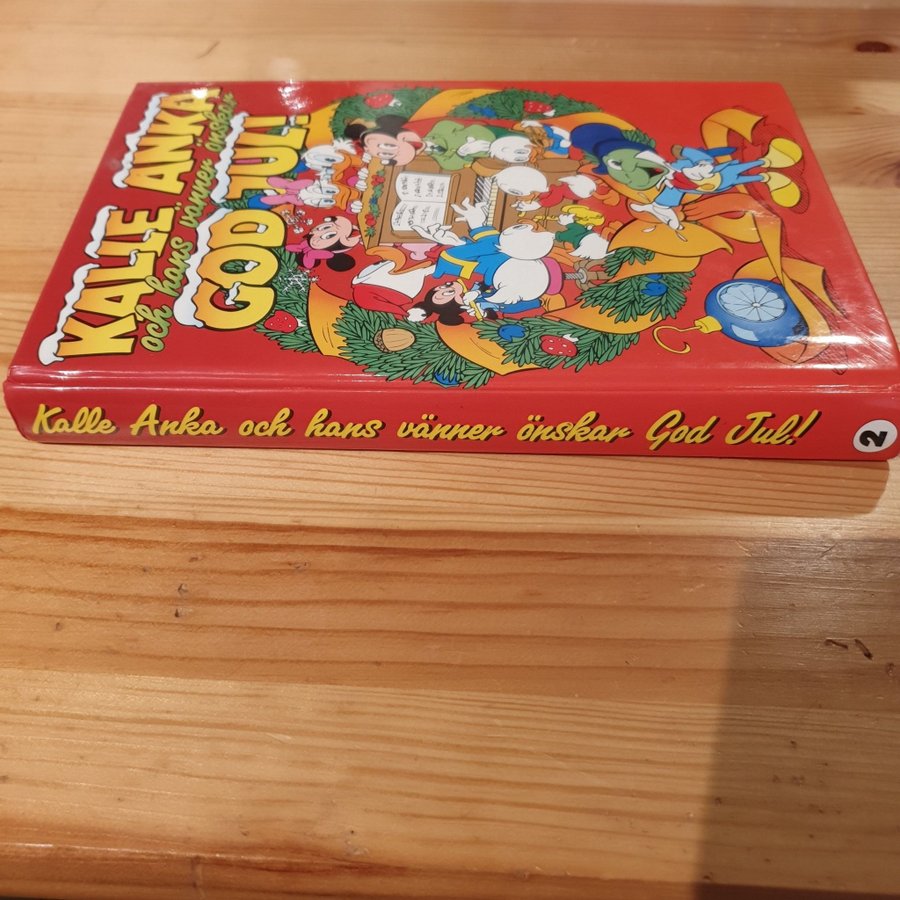 KALLE ANKA
och hans vänner önskar
GOD JUL!
Kalle Anka och hans vänner önskar God Jul!
2